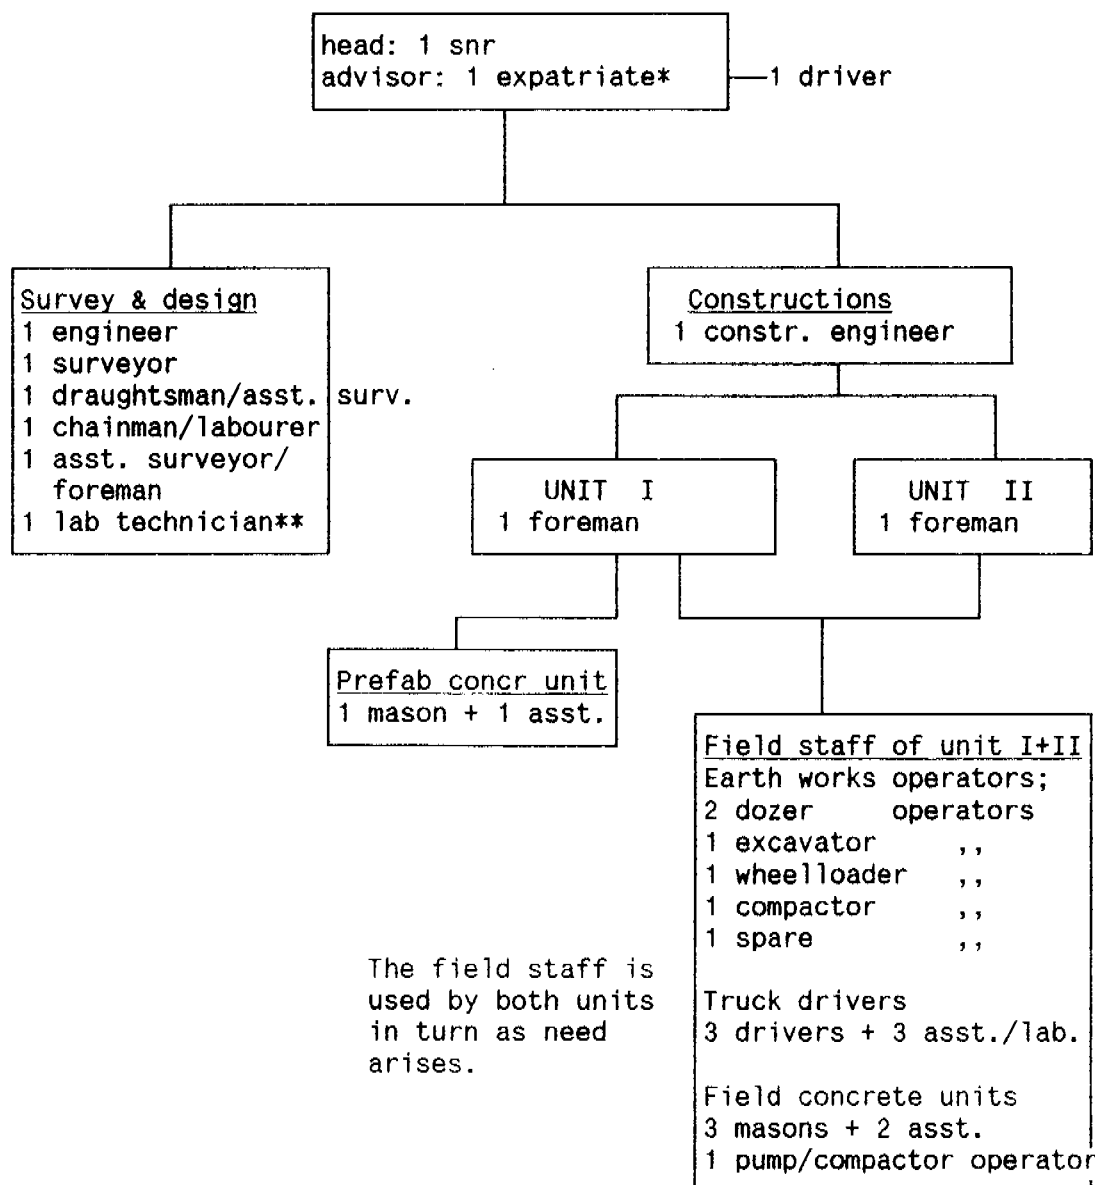 head: 1 snr
advisor: 1 expatriate*
1 driver
Survey & design
1 engineer
1 surveyor
1 draughtsman/asst. surv.
1 chainman/labourer
1 asst. surveyor/
foreman
1 lab technician**
Constructions
1 constr. engineer
UNIT I
1 foreman
UNIT II
1 foreman
Prefab concr unit
1 mason + 1 asst.
The field staff is
used by both units
in turn as need
arises.
Field staff of unit I+II
Earth works operators;
2 dozer operators
1 excavator ,,
1 wheelloader ,,
1 compactor ,,
1 spare ,,
Truck drivers
3 drivers + 3 asst./lab.
Field concrete units
3 masons + 2 asst.
1 pump/compactor operator